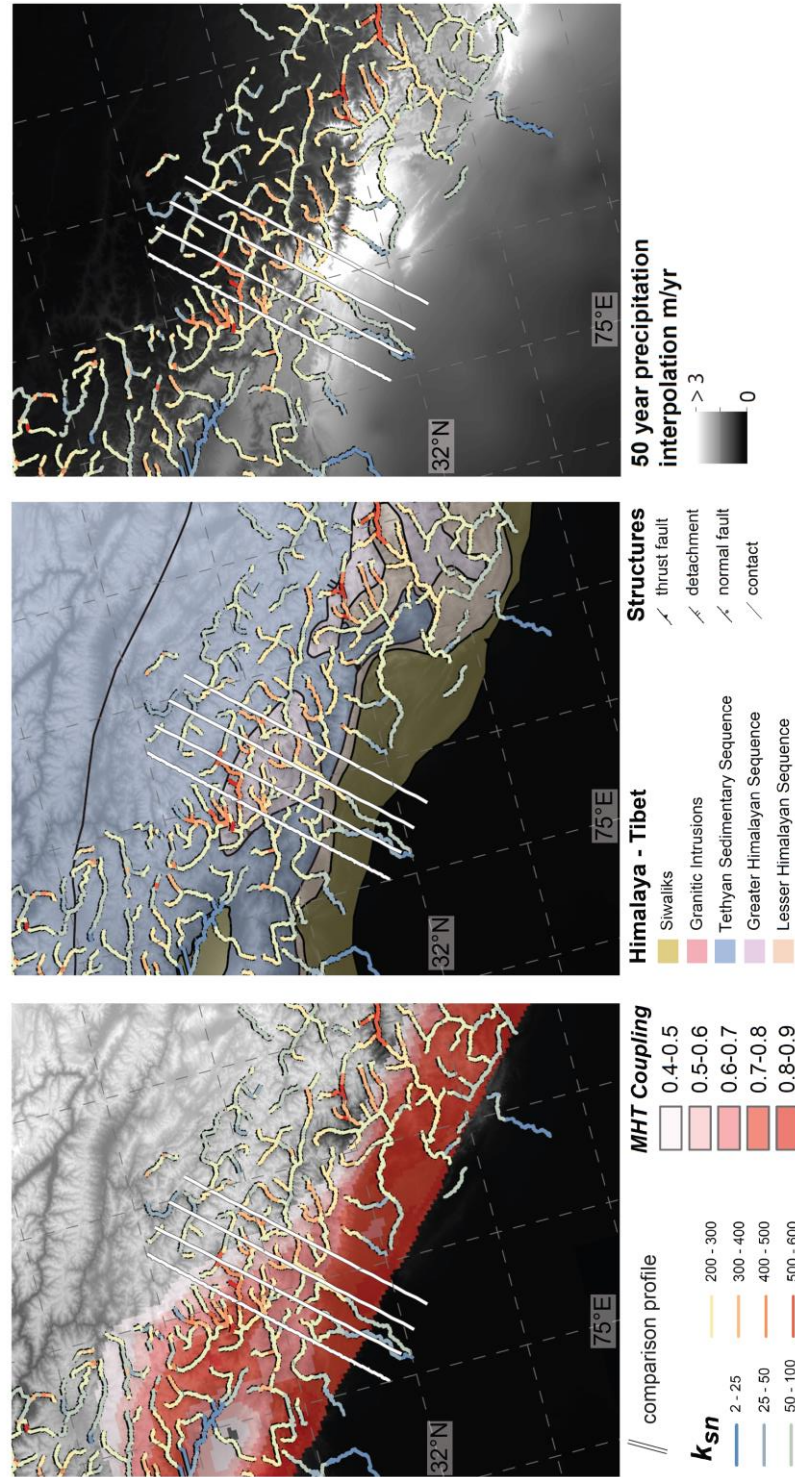 32°N
75°E
32°N
75°E
32°N
75°E
comparison profile
k_sn
2 - 25
25 - 50
50 - 100
200 - 300
300 - 400
400 - 500
500 - 600
MHT Coupling
0.4-0.5
0.5-0.6
0.6-0.7
0.7-0.8
0.8-0.9
Himalaya - Tibet
Siwaliks
Granitic Intrusions
Tethyan Sedimentary Sequence
Greater Himalayan Sequence
Lesser Himalayan Sequence
Structures
thrust fault
detachment
normal fault
contact
50 year precipitation
interpolation m/yr
> 3
0